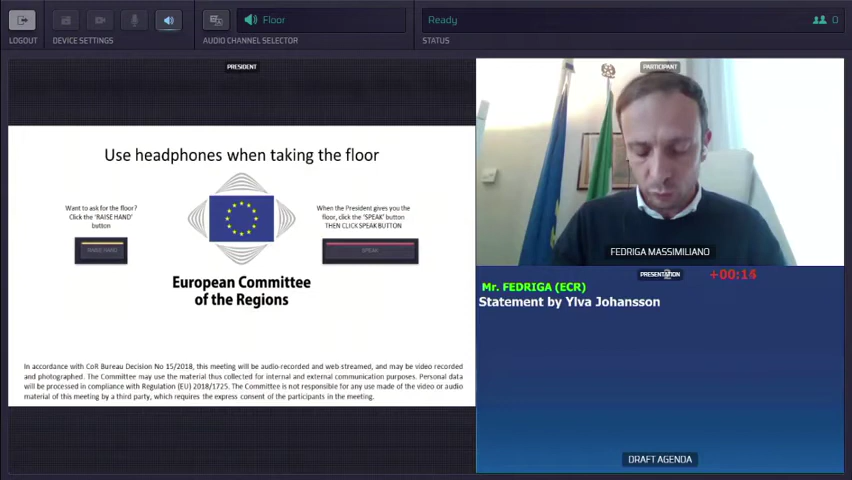 LOGOUT
DEVICE SETTINGS
Floor
AUDIO CHANNEL SELECTOR
Ready
STATUS
0
PRESIDENT
Use headphones when taking the floor
Want to ask for the floor?
Click the 'RAISE HAND'
button
RAISE HAND
When the President gives you the
floor, click the 'SPEAK' button
THEN CLICK SPEAK BUTTON
SPEAK
European Committee
of the Regions
In accordance with CoR Bureau Decision No 15/2018, this meeting will be audio-recorded and web streamed, and may be video recorded
and photographed. The Committee may use the material thus collected for internal and external communication purposes. Personal data
will be processed in compliance with Regulation (EU) 2018/1725. The Committee is not responsible for any use made of the video or audio
material of this meeting by a third party, which requires the express consent of the participants in the meeting.
PARTICIPANT
FEDRIGA MASSIMILIANO
PRESENTATION
+00:14
Mr. FEDRIGA (ECR)
Statement by Ylva Johansson
DRAFT AGENDA